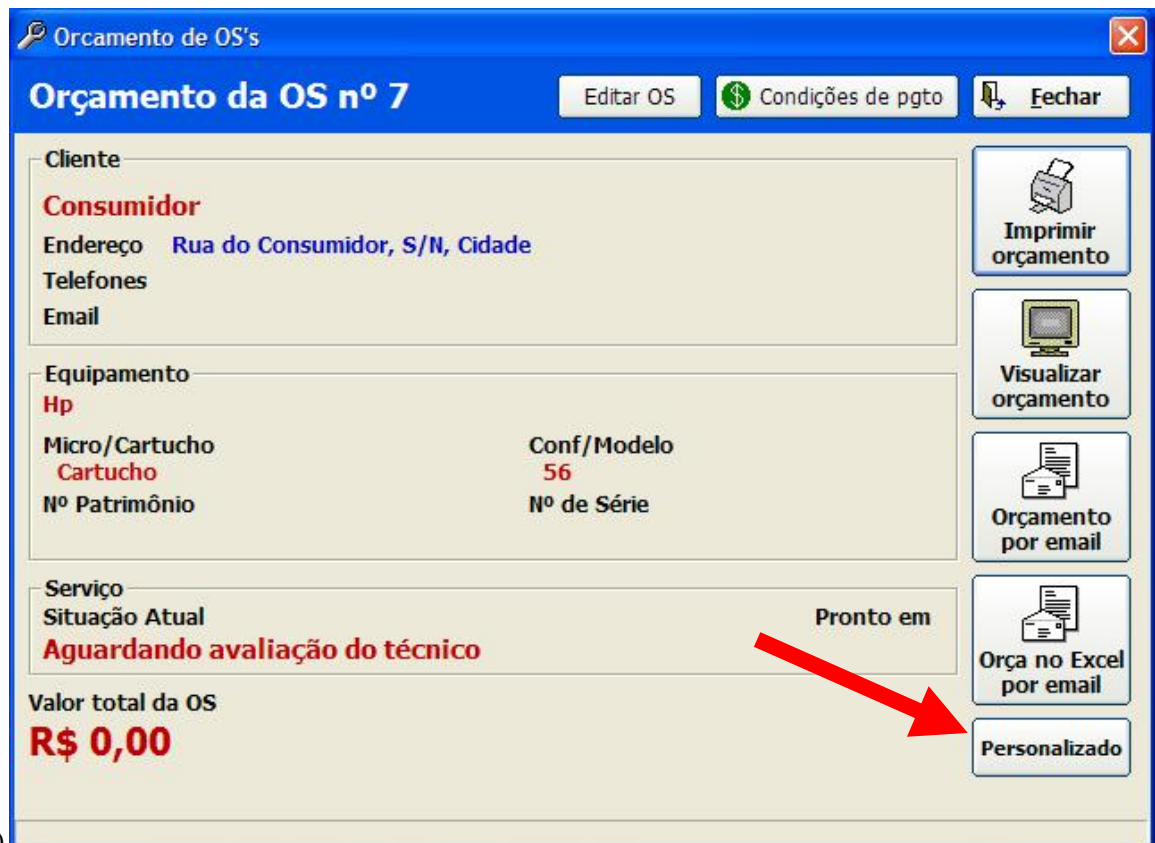 Orcamento de OS's
Orçamento da OS nº 7
Editar OS
Condições de pgto
Fechar
Cliente
Consumidor
Endereço Rua do Consumidor, S/N, Cidade
Telefones
Email
Equipamento
Hp
Micro/Cartucho Conf/Modelo
Cartucho 56
Nº Patrimônio Nº de Série
Serviço
Situação Atual Pronto em
Aguardando avaliação do técnico
Valor total da OS
R$ 0,00
Imprimir
orçamento
Visualizar
orçamento
Orçamento
por email
Orça no Excel
por email
Personalizado
)